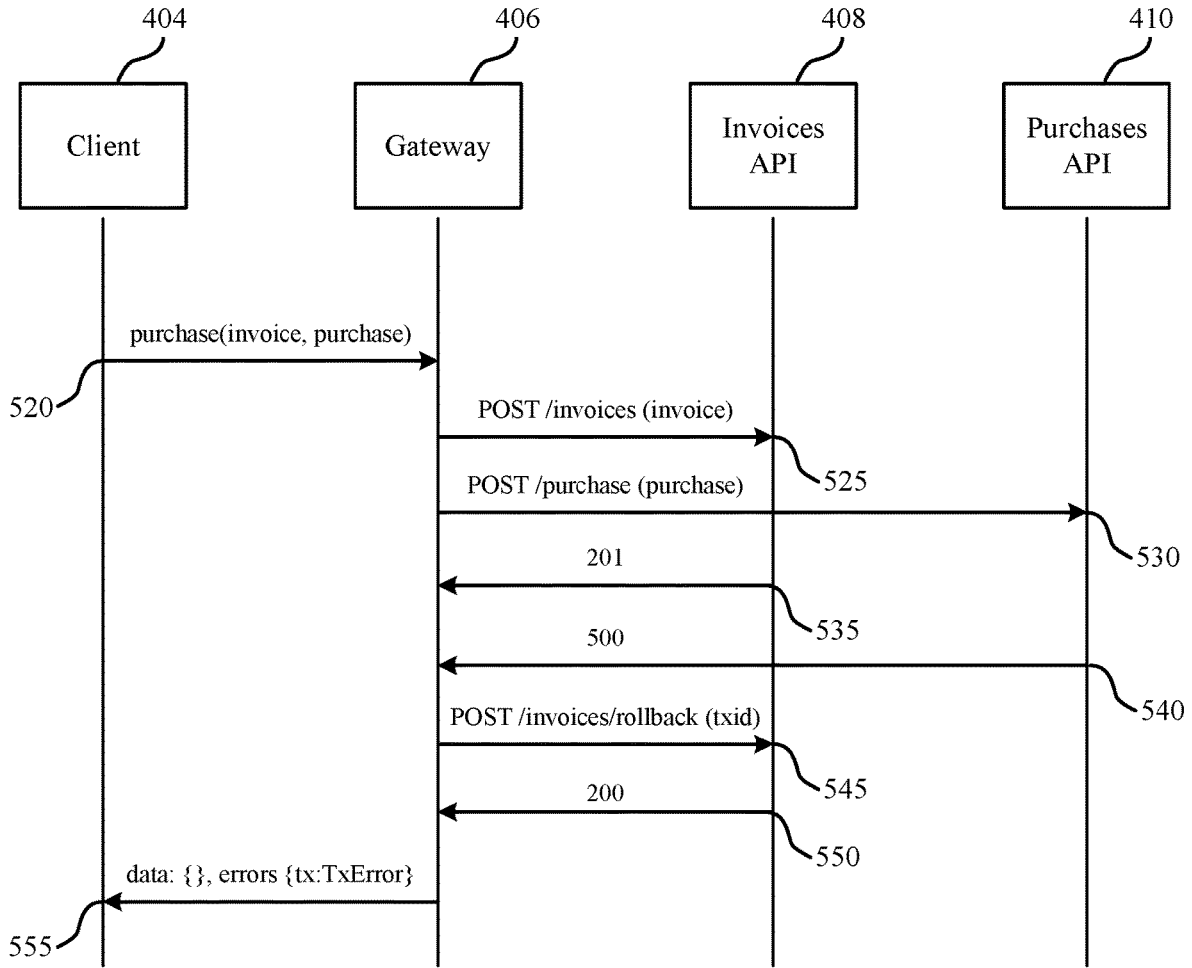 404
406
408
410
Client
Gateway
Invoices
API
Purchases
API
purchase(invoice, purchase)
520
POST /invoices (invoice)
525
POST /purchase (purchase)
530
201
535
500
540
POST /invoices/rollback (txid)
545
200
550
data: {}, errors {tx:TxError}
555